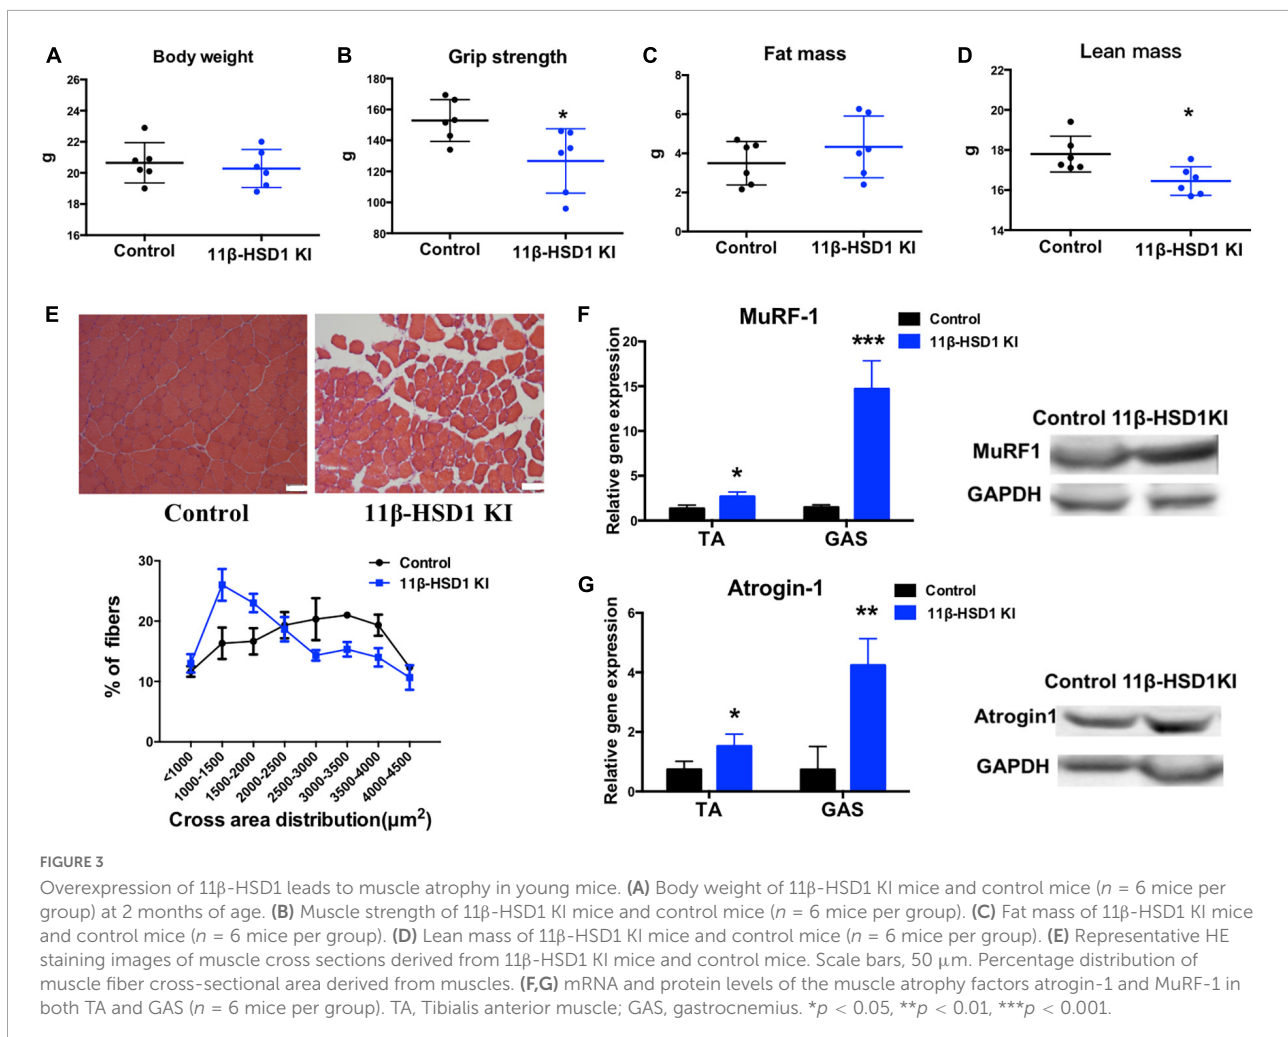 A
Body weight
g
26
24
22
20
18
16
Control
11β-HSD1 KI
B
Grip strength
g
180
160
140
120
100
80
*
Control
11β-HSD1 KI
C
Fat mass
g
8
6
4
2
0
Control
11β-HSD1 KI
D
Lean mass
g
22
20
18
16
14
*
Control
11β-HSD1 KI
E
Control
11β-HSD1 KI
% of fibers
30
20
10
0
Control
11β-HSD1 KI
<1000
1000-1500
1500-2000
2000-2500
2500-3000
3000-3500
3500-4000
4000-4500
Cross area distribution(μm²)
F
MuRF-1
Control
11β-HSD1 KI
Relative gene expression
20
15
10
5
0
*
***
TA
GAS
Control 11β-HSD1KI
MuRF1
GAPDH
G
Atrogin-1
Control
11β-HSD1 KI
Relative gene expression
6
4
2
0
*
**
TA
GAS
Control 11β-HSD1KI
Atrogin1
GAPDH
FIGURE 3
Overexpression of 11β-HSD1 leads to muscle atrophy in young mice. (A) Body weight of 11β-HSD1 KI mice and control mice (n = 6 mice per
group) at 2 months of age. (B) Muscle strength of 11β-HSD1 KI mice and control mice (n = 6 mice per group). (C) Fat mass of 11β-HSD1 KI mice
and control mice (n = 6 mice per group). (D) Lean mass of 11β-HSD1 KI mice and control mice (n = 6 mice per group). (E) Representative HE
staining images of muscle cross sections derived from 11β-HSD1 KI mice and control mice. Scale bars, 50 μm. Percentage distribution of
muscle fiber cross-sectional area derived from muscles. (F,G) mRNA and protein levels of the muscle atrophy factors atrogin-1 and MuRF-1 in
both TA and GAS (n = 6 mice per group). TA, Tibialis anterior muscle; GAS, gastrocnemius. *p < 0.05, **p < 0.01, ***p < 0.001.